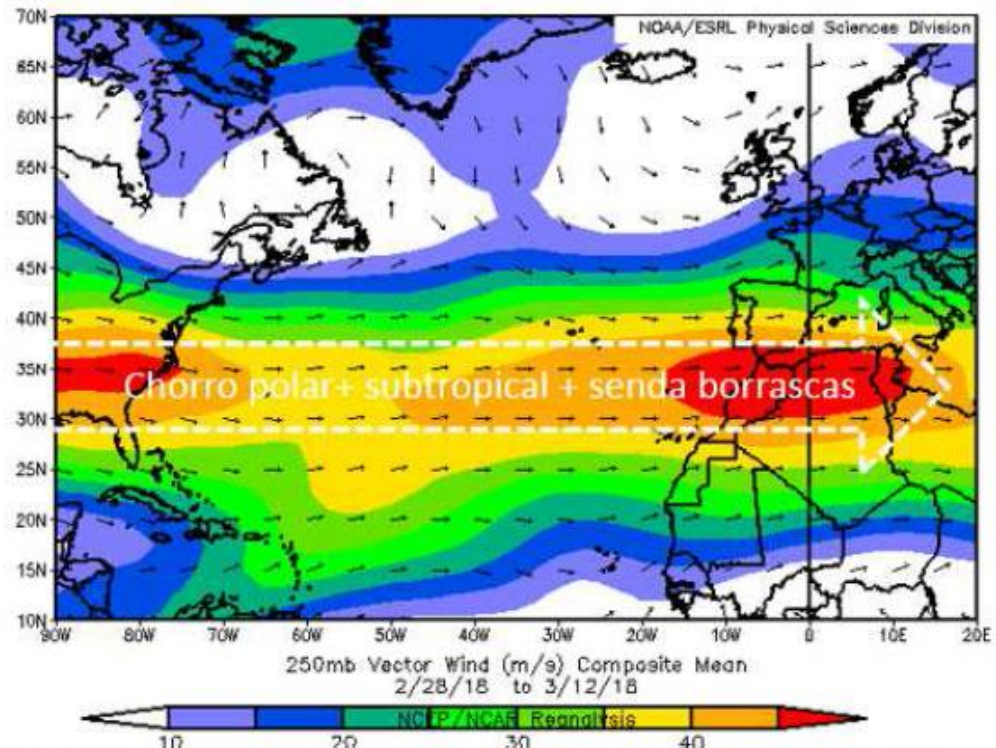 70N
NOAA/ESRL Physical Sciences Division
65N
60N
55N
50N
45N
40N
35N
Chorro polar+ subtropical + senda borrascas
30N
25N
20N
15N
10N
90W 80W 70W 60W 50W 40W 30W 20W 10W 0 10E 20E
250mb Vector Wind (m/s) Composite Mean
2/28/18 to 3/12/18
NCEP/NCAR Reanalysis
10 20 30 40